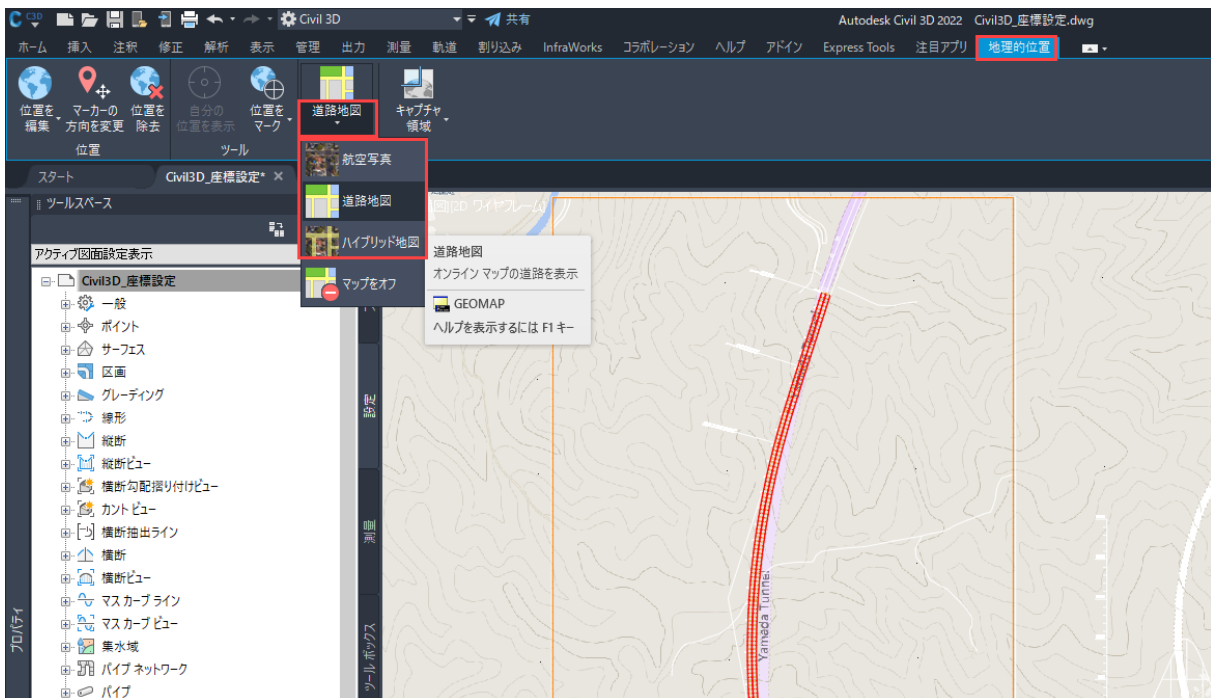 C3D
Civil 3D
共有
Autodesk Civil 3D 2022 Civil3D_座標設定.dwg
ホーム 挿入 注釈 修正 解析 表示 管理 出力 測量 軌道 割り込み InfraWorks コラボレーション ヘルプ アドイン Express Tools 注目アプリ 地理的位置
位置を
編集
マーカーの
方向を変更
位置を
除去
自分の
位置を表示
位置を
マーク
道路地図
キャプチャ
領域
位置
ツール
航空写真
道路地図
ハイブリッド地図
マップをオフ
道路地図
オンライン マップの道路を表示
GEOMAP
ヘルプを表示するには F1 キー
スタート
Civil3D_座標設定*
図][2D ワイヤフレーム]
ツールスペース
アクティブ図面設定表示
Civil3D_座標設定
一般
ポイント
サーフェス
区画
グレーディング
線形
縦断
縦断ビュー
横断勾配摺り付けビュー
カント ビュー
横断抽出ライン
横断
横断ビュー
マス カーブ ライン
マス カーブ ビュー
集水域
パイプ ネットワーク
パイプ
設定
測量
ツール ボックス
プロパティ
Yamada Tunnel